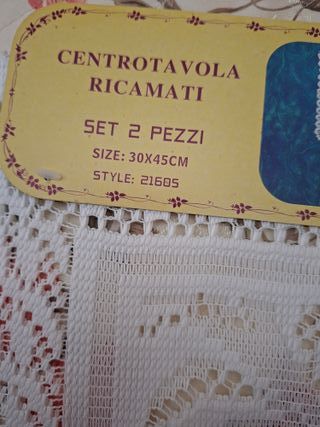 CENTROTAVOLA
RICAMATI
SET 2 PEZZI
SIZE: 30X45CM
STYLE: 21605